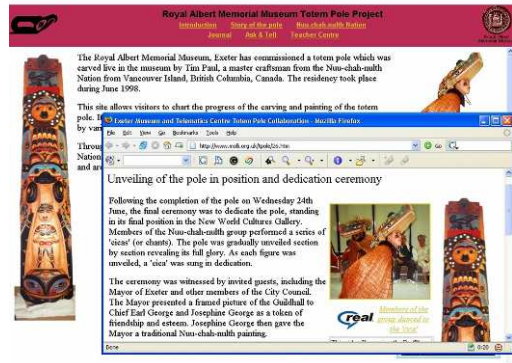 Royal Albert Memorial Museum Totem Pole Project
Introduction Story of the pole Nuu-chah-nulth Nation
Journal Ask & Tell Teacher Centre
The Royal Albert Memorial Museum, Exeter has commissioned a totem pole which was
carved live in the museum by Tim Paul, a master craftsman from the Nuu-chah-nulth
Nation from Vancouver Island, British Columbia, Canada. The residency took place
during June 1998.
This site allows visitors to chart the progress of the carving and painting of the totem
pole.
by
Nation
and
Exeter Museum and Telematics Centre Totem Pole Collaboration - Mozilla Firefox
File Edit View Go Bookmarks Tools Help
Go
Unveiling of the pole in position and dedication ceremony
Following the completion of the pole on Wednesday 24th
June, the final ceremony was to dedicate the pole, standing
in its final position in the New World Cultures Gallery.
Members of the Nuu-chah-nulth group performed a series of
'cicas' (or chants). The pole was gradually unveiled section
by section revealing its full glory. As each figure was
unveiled, a 'cica' was sung in dedication.
The ceremony was witnessed by invited guests, including the
Mayor of Exeter and other members of the City Council.
The Mayor presented a framed picture of the Guildhall to
Chief Earl George and Josephine George as a token of
friendship and esteem. Josephine George then gave the
Mayor a traditional Nuu-chah-nulth painting.
real
Members of the
group danced to
the 'cica'
Done